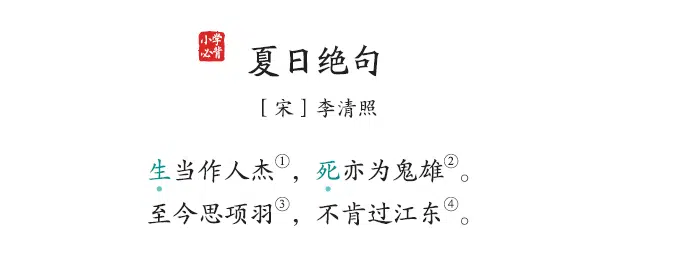 小学
必背
夏日绝句
[宋]李清照
生当作人杰①，死亦为鬼雄②。
至今思项羽③，不肯过江东④。